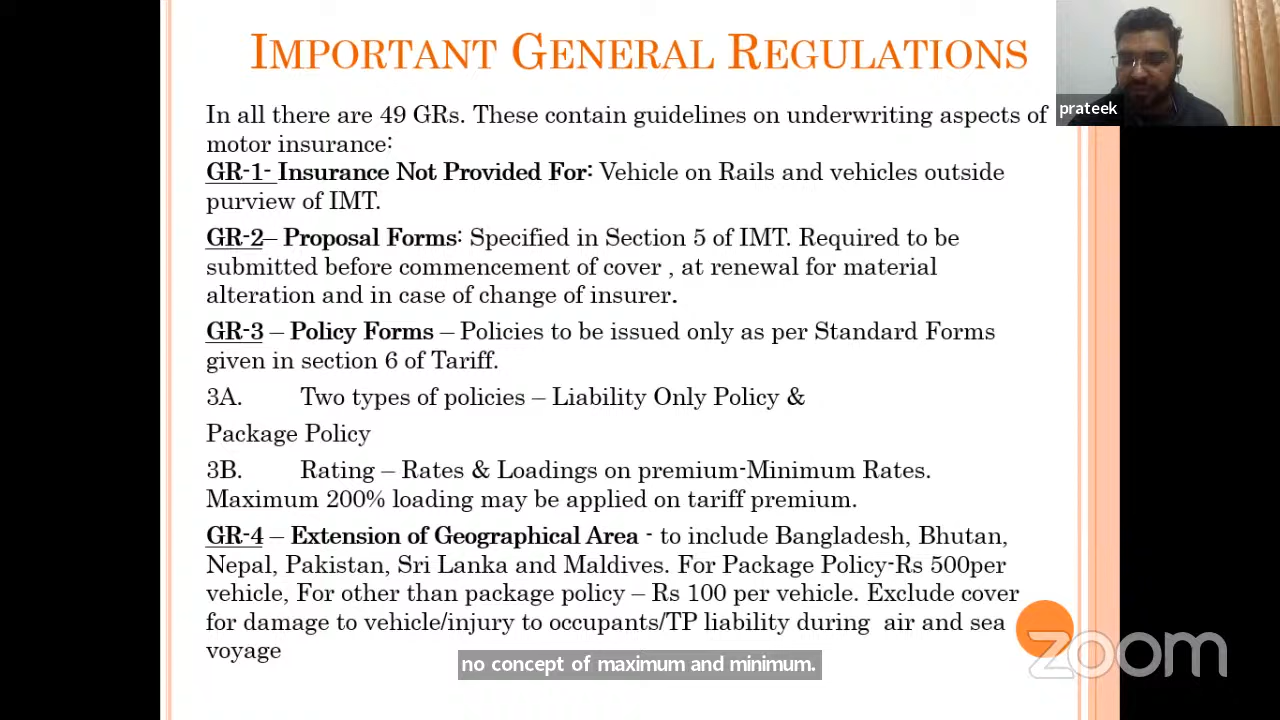 IMPORTANT GENERAL REGULATIONS
prateek
In all there are 49 GRs. These contain guidelines on underwriting aspects of
motor insurance:
GR-1- Insurance Not Provided For: Vehicle on Rails and vehicles outside
purview of IMT.
GR-2– Proposal Forms: Specified in Section 5 of IMT. Required to be
submitted before commencement of cover , at renewal for material
alteration and in case of change of insurer.
GR-3 – Policy Forms – Policies to be issued only as per Standard Forms
given in section 6 of Tariff.
3A. Two types of policies – Liability Only Policy &
Package Policy
3B. Rating – Rates & Loadings on premium-Minimum Rates.
Maximum 200% loading may be applied on tariff premium.
GR-4 – Extension of Geographical Area - to include Bangladesh, Bhutan,
Nepal, Pakistan, Sri Lanka and Maldives. For Package Policy-Rs 500per
vehicle, For other than package policy – Rs 100 per vehicle. Exclude cover
for damage to vehicle/injury to occupants/TP liability during air and sea
voyage
no concept of maximum and minimum.
zoom